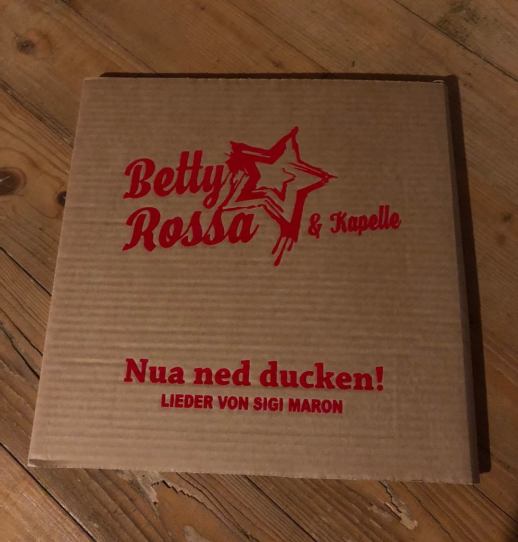 Betty
Rossa & Kapelle
Nua ned ducken!
LIEDER VON SIGI MARON